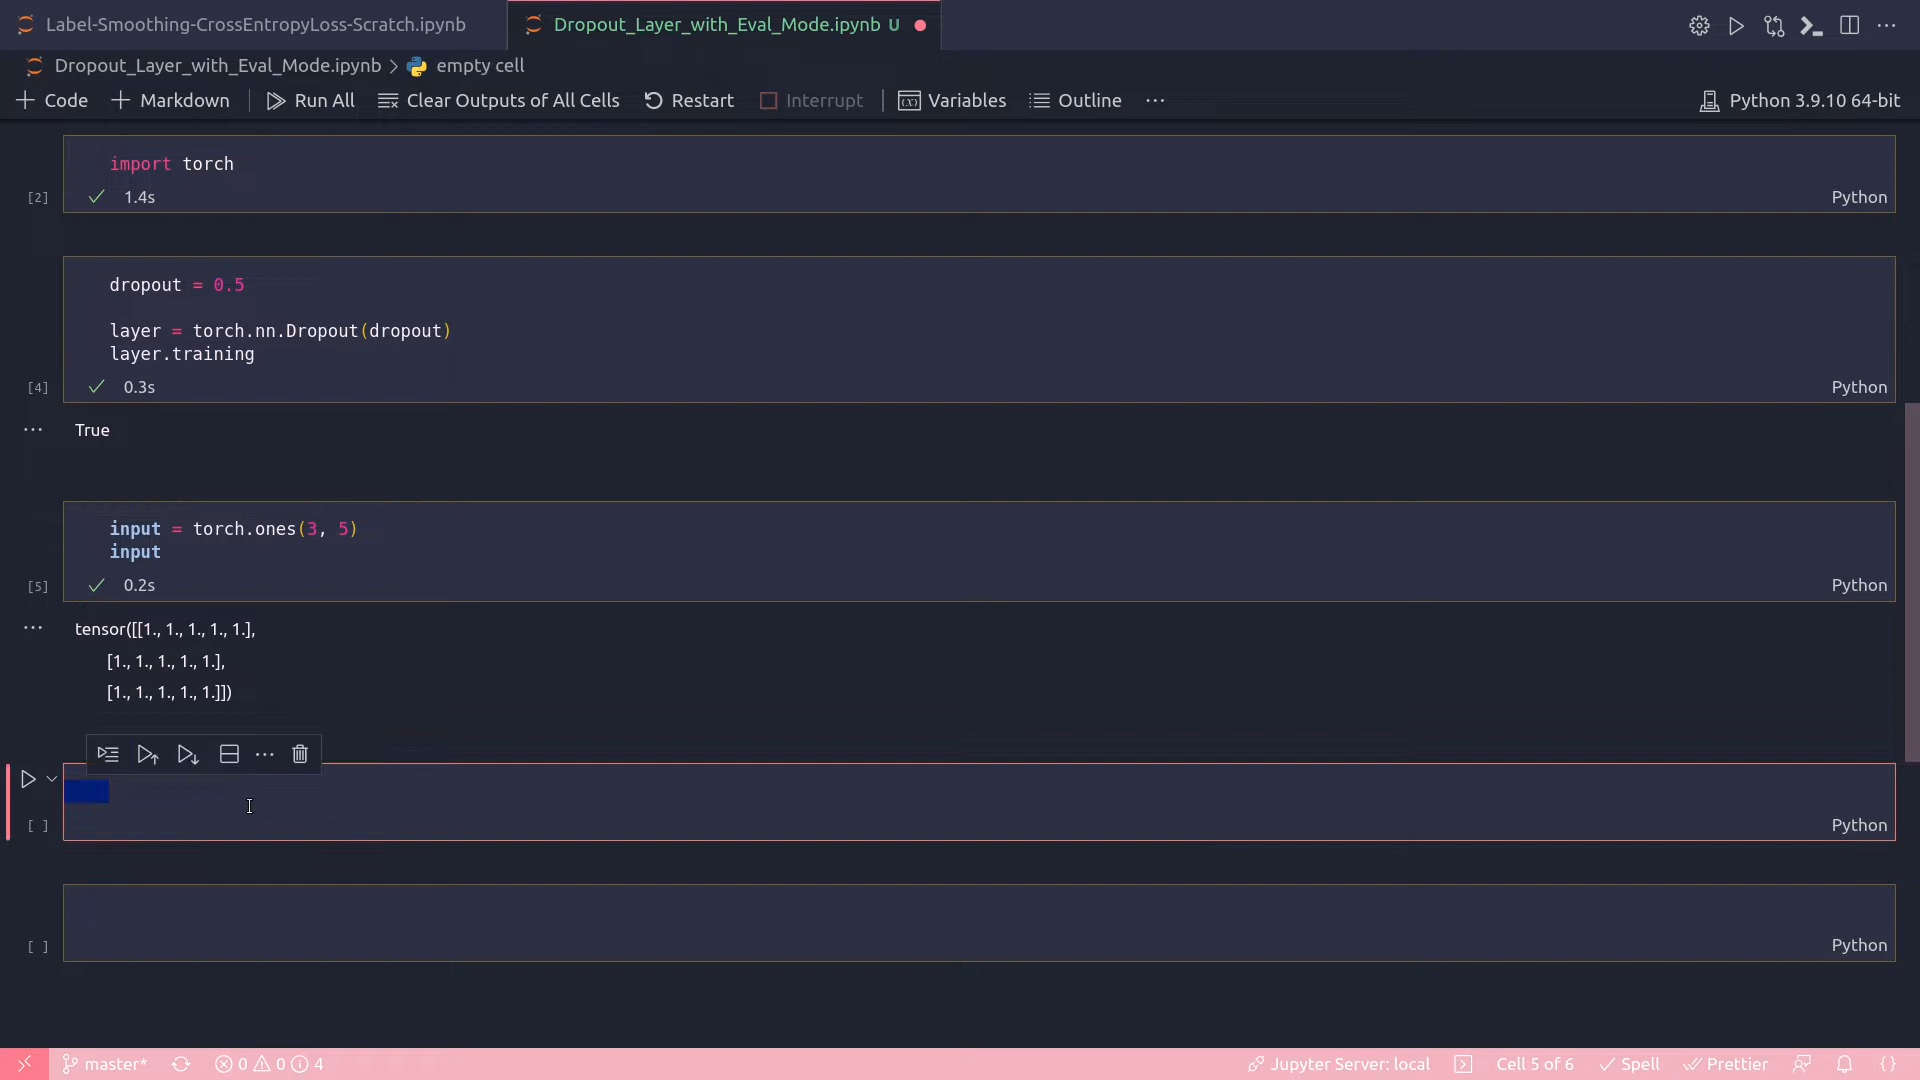 Label-Smoothing-CrossEntropyLoss-Scratch.ipynb
Dropout_Layer_with_Eval_Mode.ipynb U
Dropout_Layer_with_Eval_Mode.ipynb > empty cell
Code Markdown Run All Clear Outputs of All Cells Restart Interrupt Variables Outline ... Python 3.9.10 64-bit
import torch
[2] 1.4s Python
dropout = 0.5
layer = torch.nn.Dropout(dropout)
layer.training
[4] 0.3s Python
... True
input = torch.ones(3, 5)
input
[5] 0.2s Python
... tensor([[1., 1., 1., 1., 1.],
[1., 1., 1., 1., 1.],
[1., 1., 1., 1., 1.]])
[ ] Python
[ ] Python
master* 0 0 4 Jupyter Server: local Cell 5 of 6 Spell Prettier